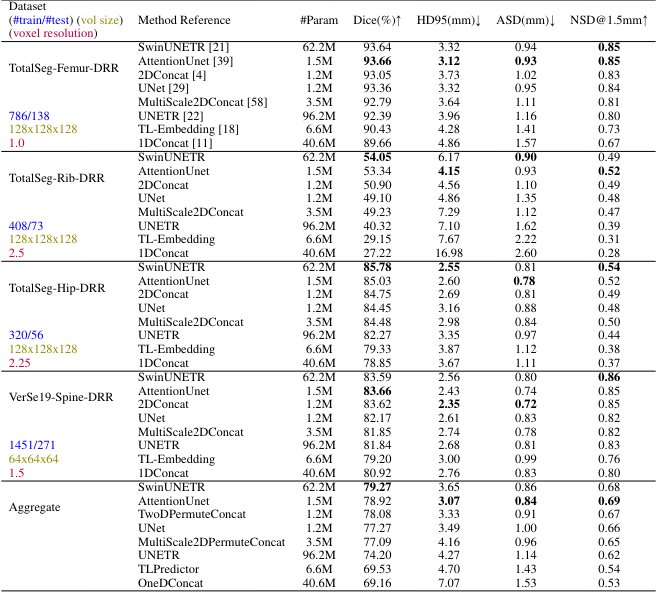 Dataset
(#train/#test) (vol size) Method Reference #Param Dice(%)↑ HD95(mm)↓ ASD(mm)↓ NSD@1.5mm↑
(voxel resolution)
SwinUNETR [21] 62.2M 93.64 3.32 0.94 0.85
TotalSeg-Femur-DRR AttentionUnet [39] 1.5M 93.66 3.12 0.93 0.85
2DConcat [4] 1.2M 93.05 3.73 1.02 0.83
UNet [29] 1.2M 93.36 3.32 0.95 0.84
MultiScale2DConcat [58] 3.5M 92.79 3.64 1.11 0.81
786/138 UNETR [22] 96.2M 92.39 3.96 1.16 0.80
128x128x128 TL-Embedding [18] 6.6M 90.43 4.28 1.41 0.73
1.0 1DConcat [11] 40.6M 89.66 4.86 1.57 0.67
SwinUNETR 62.2M 54.05 6.17 0.90 0.49
TotalSeg-Rib-DRR AttentionUnet 1.5M 53.34 4.15 0.93 0.52
2DConcat 1.2M 50.90 4.56 1.10 0.49
UNet 1.2M 49.10 4.86 1.35 0.48
MultiScale2DConcat 3.5M 49.23 7.29 1.12 0.47
408/73 UNETR 96.2M 40.32 7.10 1.62 0.39
128x128x128 TL-Embedding 6.6M 29.15 7.67 2.22 0.31
2.5 1DConcat 40.6M 27.22 16.98 2.60 0.28
SwinUNETR 62.2M 85.78 2.55 0.81 0.54
TotalSeg-Hip-DRR AttentionUnet 1.5M 85.03 2.60 0.78 0.52
2DConcat 1.2M 84.75 2.69 0.81 0.49
UNet 1.2M 84.45 3.16 0.88 0.48
MultiScale2DConcat 3.5M 84.48 2.98 0.84 0.50
320/56 UNETR 96.2M 82.27 3.35 0.97 0.44
128x128x128 TL-Embedding 6.6M 79.33 3.87 1.12 0.38
2.25 1DConcat 40.6M 78.85 3.67 1.11 0.37
SwinUNETR 62.2M 83.59 2.56 0.80 0.86
VerSe19-Spine-DRR AttentionUnet 1.5M 83.66 2.43 0.74 0.85
2DConcat 1.2M 83.62 2.35 0.72 0.85
UNet 1.2M 82.17 2.61 0.83 0.82
MultiScale2DConcat 3.5M 81.85 2.74 0.78 0.82
1451/271 UNETR 96.2M 81.84 2.68 0.81 0.83
64x64x64 TL-Embedding 6.6M 79.20 3.00 0.99 0.76
1.5 1DConcat 40.6M 80.92 2.76 0.83 0.80
SwinUNETR 62.2M 79.27 3.65 0.86 0.68
Aggregate AttentionUnet 1.5M 78.92 3.07 0.84 0.69
TwoDPermuteConcat 1.2M 78.08 3.33 0.91 0.67
UNet 1.2M 77.27 3.49 1.00 0.66
MultiScale2DPermuteConcat 3.5M 77.09 4.16 0.96 0.65
UNETR 96.2M 74.20 4.27 1.14 0.62
TLPredictor 6.6M 69.53 4.70 1.43 0.54
OneDConcat 40.6M 69.16 7.07 1.53 0.53